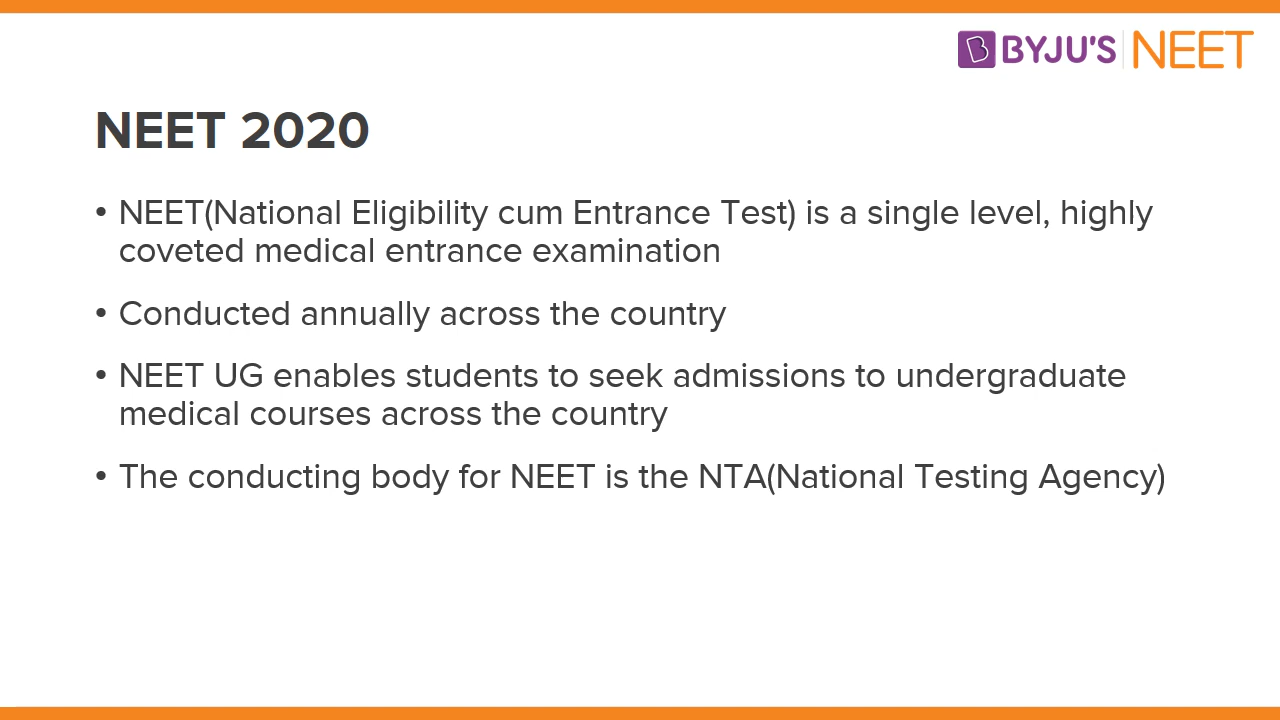 BYJU'S NEET
NEET 2020
• NEET(National Eligibility cum Entrance Test) is a single level, highly
coveted medical entrance examination
• Conducted annually across the country
• NEET UG enables students to seek admissions to undergraduate
medical courses across the country
• The conducting body for NEET is the NTA(National Testing Agency)